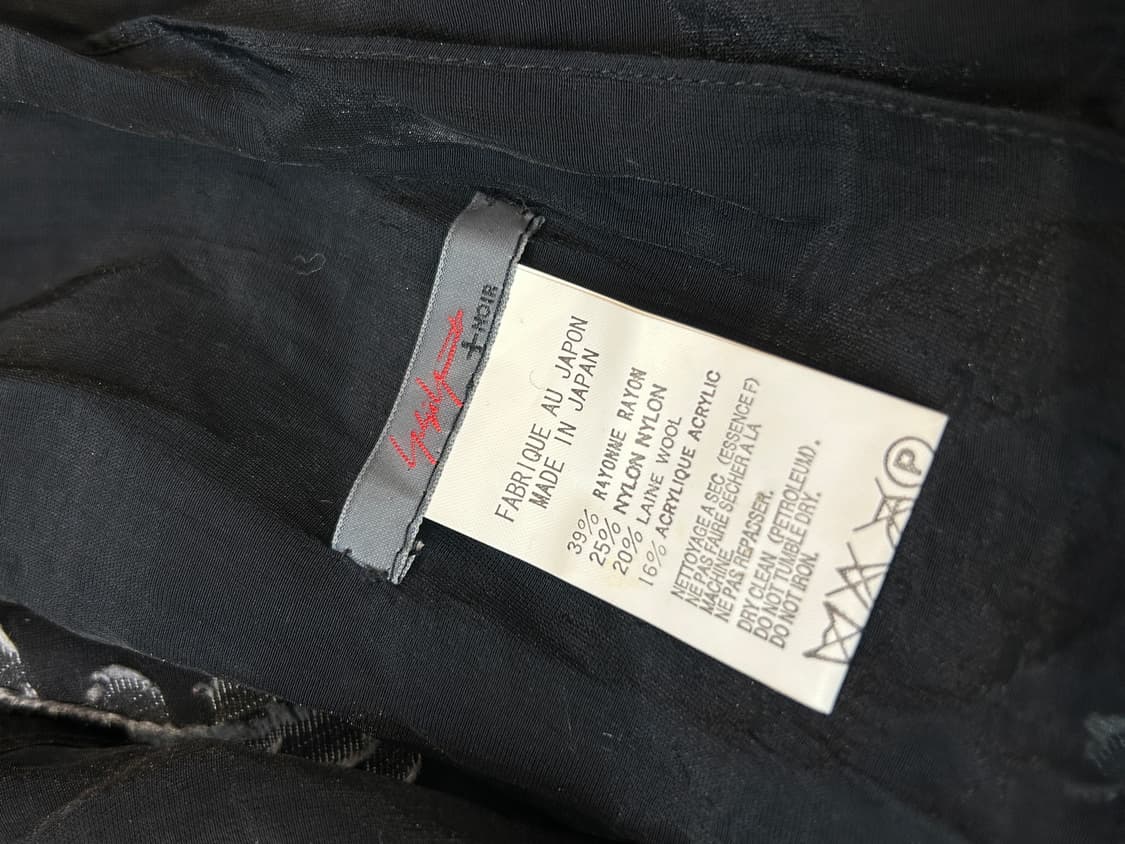 +NOIR
FABRIQUE AU JAPON
MADE IN JAPAN
39% RAYONNE RAYON
25% NYLON NYLON
20% LAINE WOOL
16% ACRYLIQUE ACRYLIC
NETTOYAGE A SEC (ESSENCE F)
NE PAS FAIRE SECHER A LA
MACHINE
NE PAS REPASSER.
DRY CLEAN (PETROLEUM).
DO NOT TUMBLE DRY.
DO NOT IRON.
P